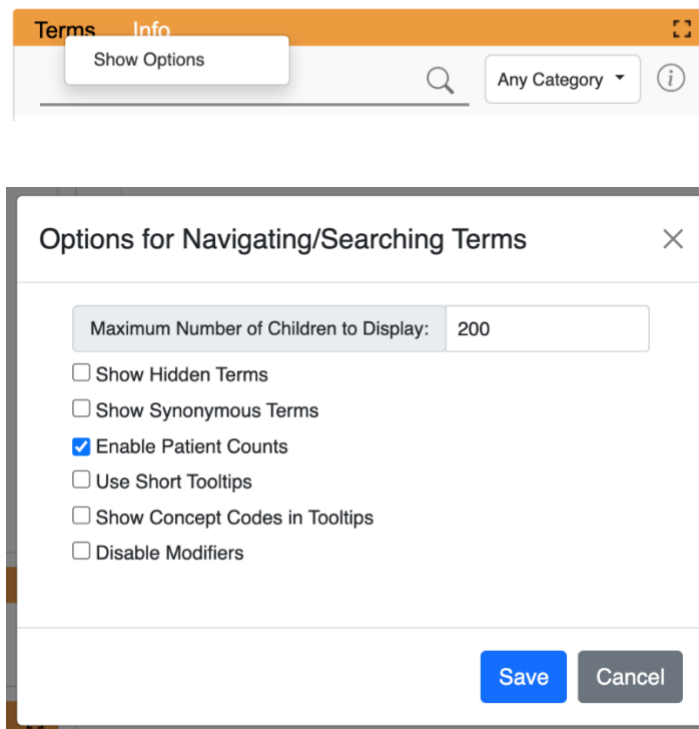 Terms Info
Show Options
Any Category
i
Options for Navigating/Searching Terms
Maximum Number of Children to Display: 200
Show Hidden Terms
Show Synonymous Terms
Enable Patient Counts
Use Short Tooltips
Show Concept Codes in Tooltips
Disable Modifiers
Save Cancel